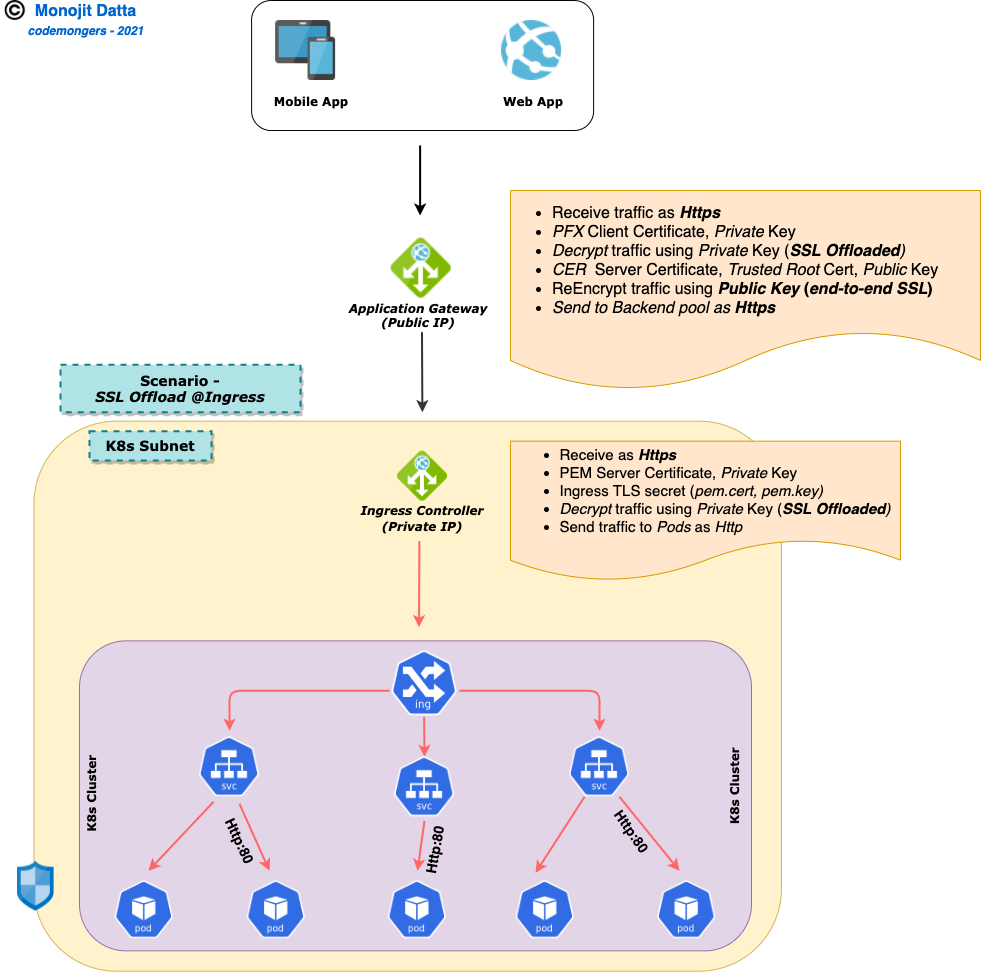 © Monojit Datta
codemongers - 2021
Mobile App
Web App
• Receive traffic as Https
• PFX Client Certificate, Private Key
• Decrypt traffic using Private Key (SSL Offloaded)
• CER Server Certificate, Trusted Root Cert, Public Key
• ReEncrypt traffic using Public Key (end-to-end SSL)
• Send to Backend pool as Https
Application Gateway
(Public IP)
Scenario -
SSL Offload @Ingress
K8s Subnet
• Receive as Https
• PEM Server Certificate, Private Key
• Ingress TLS secret (pem.cert, pem.key)
• Decrypt traffic using Private Key (SSL Offloaded)
• Send traffic to Pods as Http
Ingress Controller
(Private IP)
ing
K8s Cluster
svc
svc
svc
K8s Cluster
Http:80
Http:80
Http:80
pod
pod
pod
pod
pod